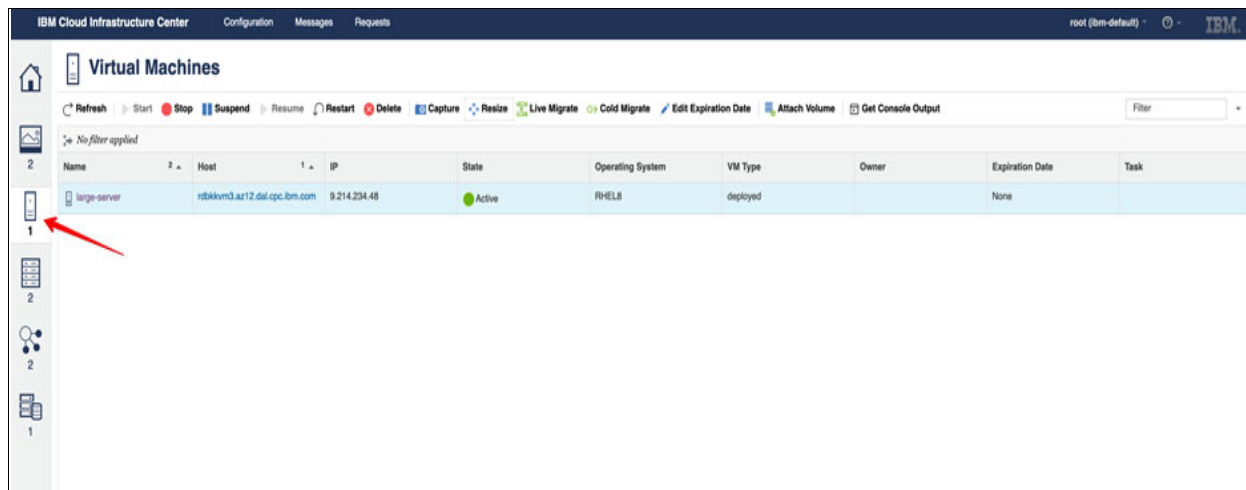 IBM Cloud Infrastructure Center Configuration Messages Requests root (ibm-default) IBM.
Virtual Machines
Refresh Start Stop Suspend Resume Restart Delete Capture Resize Live Migrate Cold Migrate Edit Expiration Date Attach Volume Get Console Output Filter
No filter applied
Name 2 Host 1 IP State Operating System VM Type Owner Expiration Date Task
large-server rdbkkvm3.az12.dal.cpc.ibm.com 9.214.234.48 Active RHEL8 deployed None
2
1
2
2
1